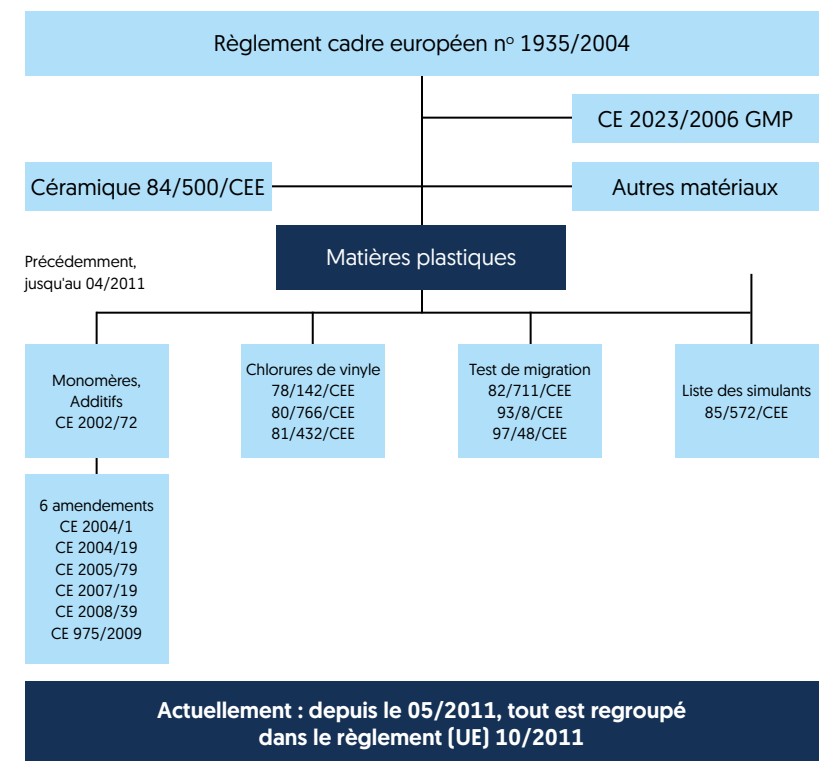 Règlement cadre européen nº 1935/2004
CE 2023/2006 GMP
Céramique 84/500/CEE
Autres matériaux
Matières plastiques
Précédemment,
jusqu'au 04/2011
Monomères,
Additifs
CE 2002/72
Chlorures de vinyle
78/142/CEE
80/766/CEE
81/432/CEE
Test de migration
82/711/CEE
93/8/CEE
97/48/CEE
Liste des simulants
85/572/CEE
6 amendements
CE 2004/1
CE 2004/19
CE 2005/79
CE 2007/19
CE 2008/39
CE 975/2009
Actuellement : depuis le 05/2011, tout est regroupé
dans le règlement (UE) 10/2011